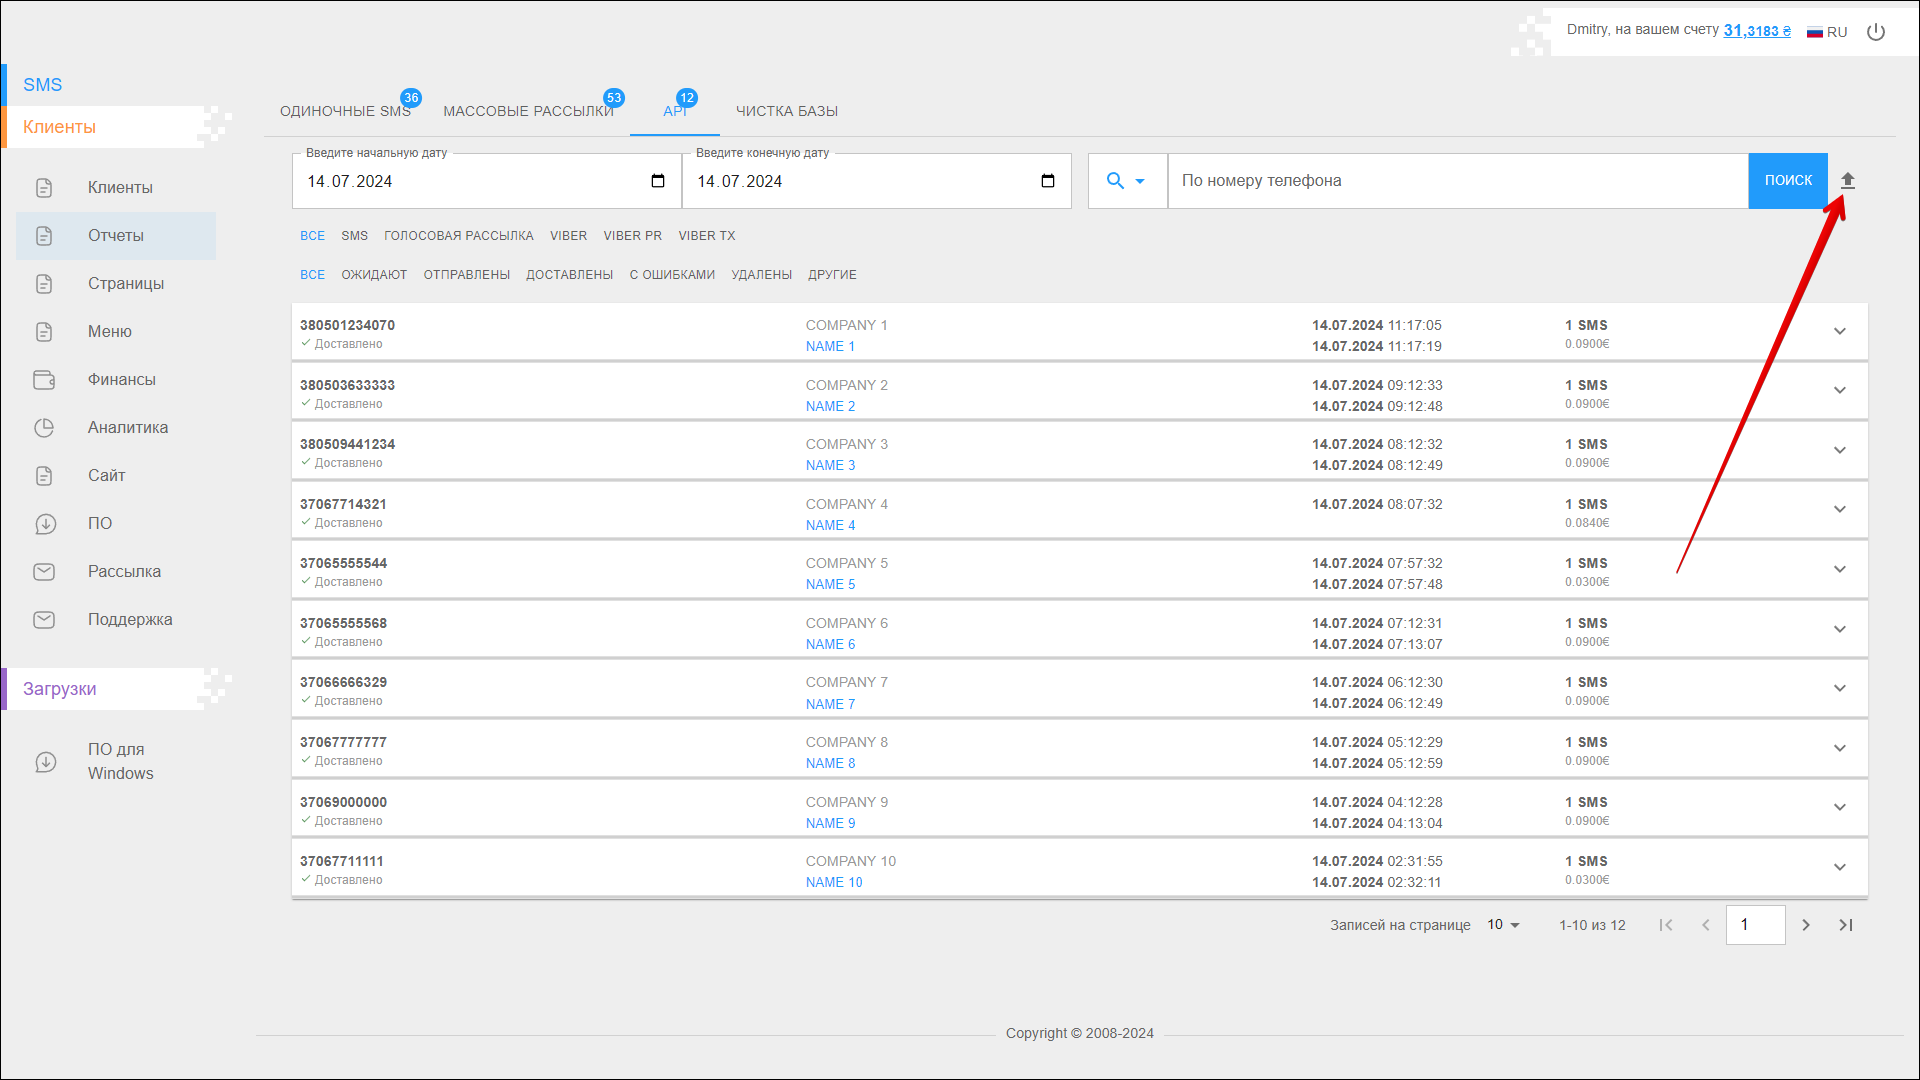 Dmitry, на вашем счету 31,3183 ₴ RU
SMS
Клиенты
Клиенты
Отчеты
Страницы
Меню
Финансы
Аналитика
Сайт
ПО
Рассылка
Поддержка
Загрузки
ПО для
Windows
ОДИНОЧНЫЕ SMS 36 МАССОВЫЕ РАССЫЛКИ 53 API 12 ЧИСТКА БАЗЫ
Введите начальную дату
14.07.2024
Введите конечную дату
14.07.2024
По номеру телефона
ПОИСК
ВСЕ SMS ГОЛОСОВАЯ РАССЫЛКА VIBER VIBER PR VIBER TX
ВСЕ ОЖИДАЮТ ОТПРАВЛЕНЫ ДОСТАВЛЕНЫ С ОШИБКАМИ УДАЛЕНЫ ДРУГИЕ
380501234070 COMPANY 1 14.07.2024 11:17:05 1 SMS
Доставлено NAME 1 14.07.2024 11:17:19 0.0900€
380503633333 COMPANY 2 14.07.2024 09:12:33 1 SMS
Доставлено NAME 2 14.07.2024 09:12:48 0.0900€
380509441234 COMPANY 3 14.07.2024 08:12:32 1 SMS
Доставлено NAME 3 14.07.2024 08:12:49 0.0900€
37067714321 COMPANY 4 14.07.2024 08:07:32 1 SMS
Доставлено NAME 4 0.0840€
37065555544 COMPANY 5 14.07.2024 07:57:32 1 SMS
Доставлено NAME 5 14.07.2024 07:57:48 0.0300€
37065555568 COMPANY 6 14.07.2024 07:12:31 1 SMS
Доставлено NAME 6 14.07.2024 07:13:07 0.0900€
37066666329 COMPANY 7 14.07.2024 06:12:30 1 SMS
Доставлено NAME 7 14.07.2024 06:12:49 0.0900€
37067777777 COMPANY 8 14.07.2024 05:12:29 1 SMS
Доставлено NAME 8 14.07.2024 05:12:59 0.0900€
37069000000 COMPANY 9 14.07.2024 04:12:28 1 SMS
Доставлено NAME 9 14.07.2024 04:13:04 0.0900€
37067711111 COMPANY 10 14.07.2024 02:31:55 1 SMS
Доставлено NAME 10 14.07.2024 02:32:11 0.0300€
Записей на странице 10 1-10 из 12 1
Copyright © 2008-2024